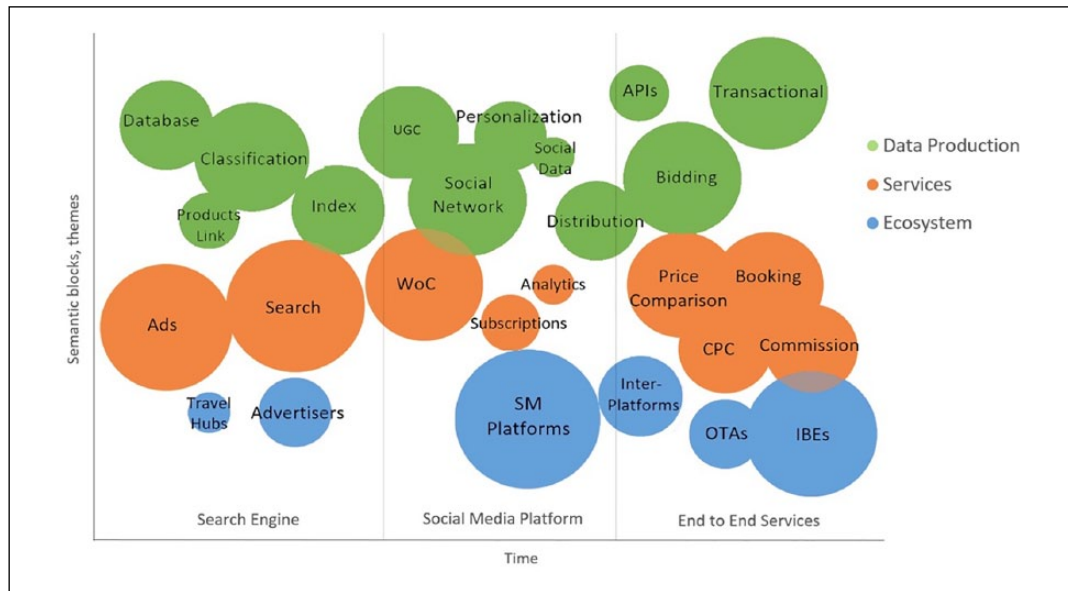 Semantic blocks, themes
Database
Classification
Products
Link
Index
Ads
Search
Travel
Hubs
Advertisers
Search Engine
UGC
Personalization
Social
Data
Social
Network
Distribution
WoC
Analytics
Subscriptions
SM
Platforms
Social Media Platform
APIs
Transactional
Bidding
Price
Comparison
Booking
CPC
Commission
Inter-
Platforms
OTAs
IBEs
End to End Services
Time
Data Production
Services
Ecosystem